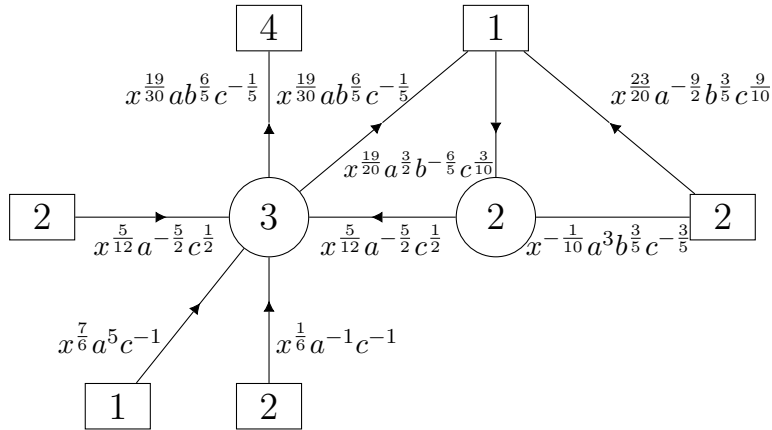 4
1
x^{19/30}ab^{6/5}c^{-1/5}
x^{19/30}ab^{6/5}c^{-1/5}
x^{23/20}a^{-9/2}b^{3/5}c^{9/10}
x^{19/20}a^{3/2}b^{-6/5}c^{3/10}
2
3
2
2
x^{5/12}a^{-5/2}c^{1/2}
x^{5/12}a^{-5/2}c^{1/2}
x^{-1/10}a^{3}b^{3/5}c^{-3/5}
x^{7/6}a^{5}c^{-1}
x^{1/6}a^{-1}c^{-1}
1
2